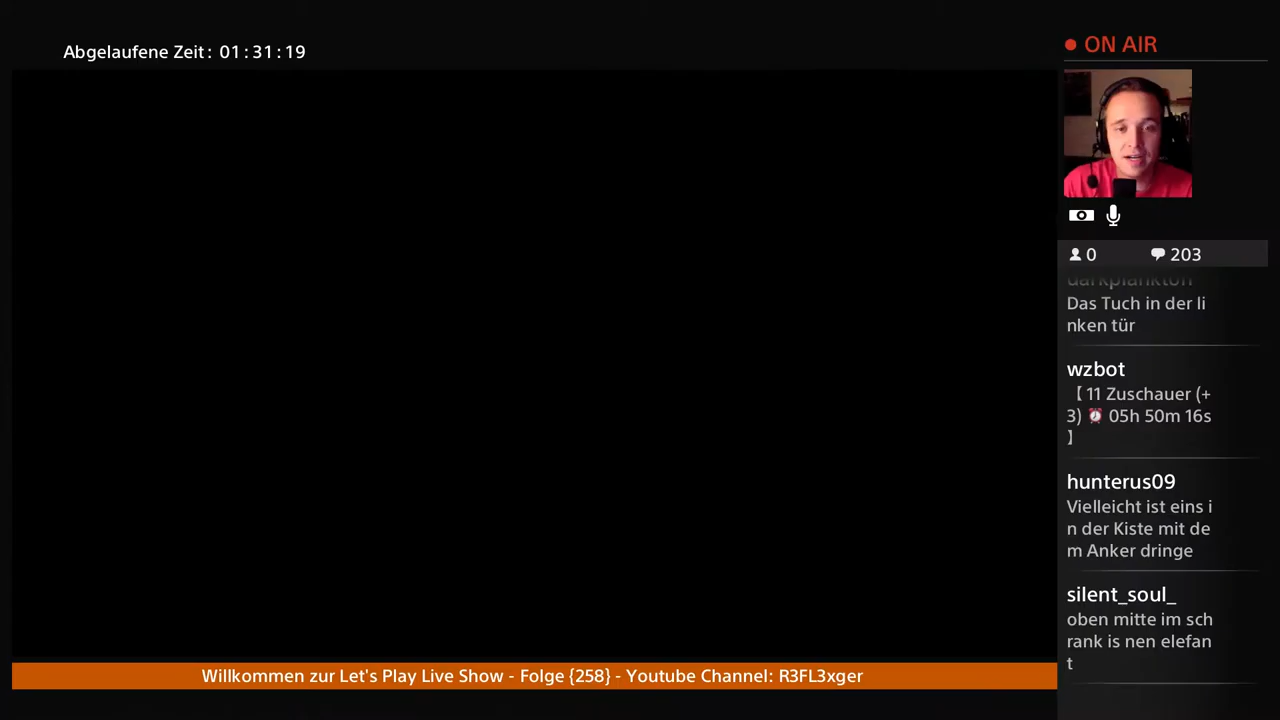 Abgelaufene Zeit: 01:31:19
ON AIR
0 203
darkplankton
Das Tuch in der li
nken tür
wzbot
【 11 Zuschauer (+
3) ⏰ 05h 50m 16s
】
hunterus09
Vielleicht ist eins i
n der Kiste mit de
m Anker dringe
silent_soul_
oben mitte im sch
rank is nen elefan
t
Willkommen zur Let's Play Live Show - Folge {258} - Youtube Channel: R3FL3xger